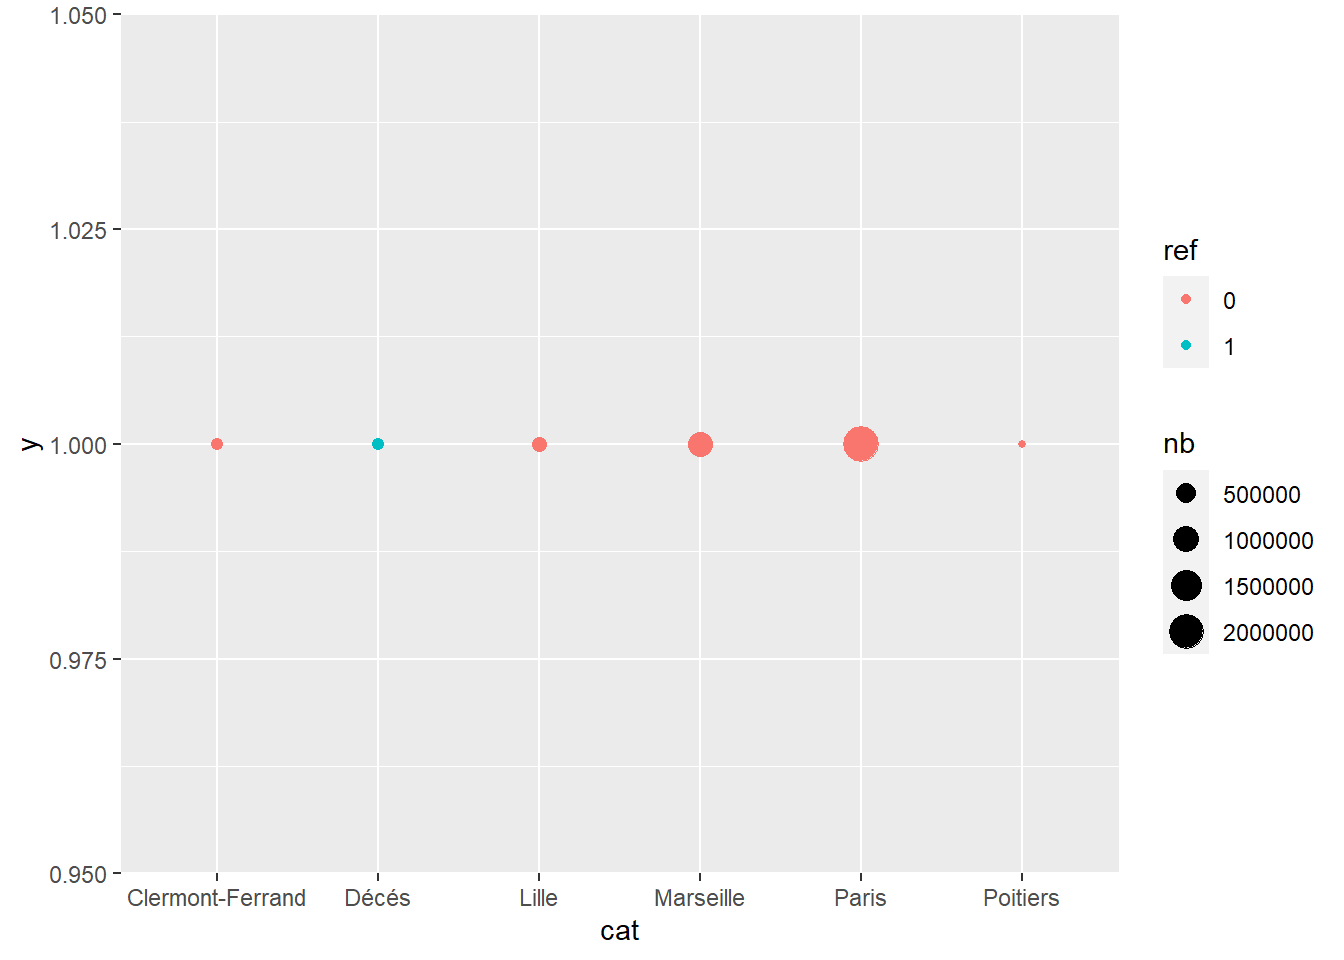 1.050
1.025
1.000
0.975
0.950
y
Clermont-Ferrand Décés Lille Marseille Paris Poitiers
cat
ref
0
1
nb
500000
1000000
1500000
2000000